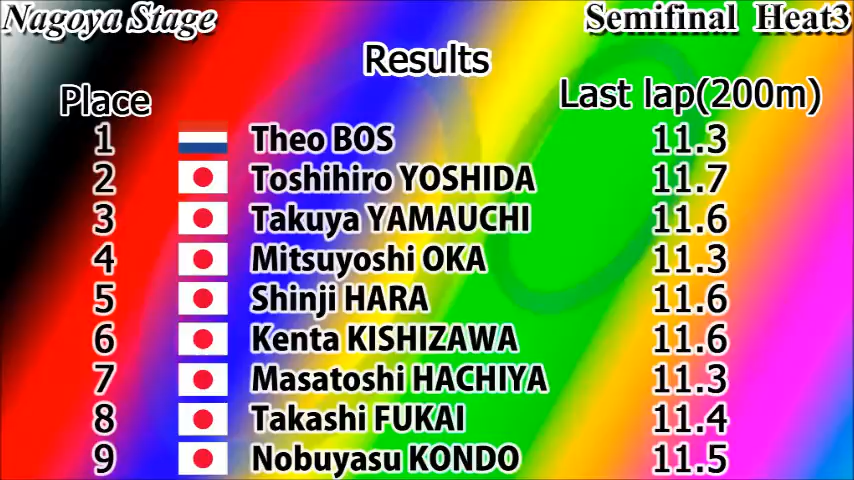 Nagoya Stage Semifinal Heat3
Results
Place Last lap(200m)
1 Theo BOS 11.3
2 Toshihiro YOSHIDA 11.7
3 Takuya YAMAUCHI 11.6
4 Mitsuyoshi OKA 11.3
5 Shinji HARA 11.6
6 Kenta KISHIZAWA 11.6
7 Masatoshi HACHIYA 11.3
8 Takashi FUKAI 11.4
9 Nobuyasu KONDO 11.5